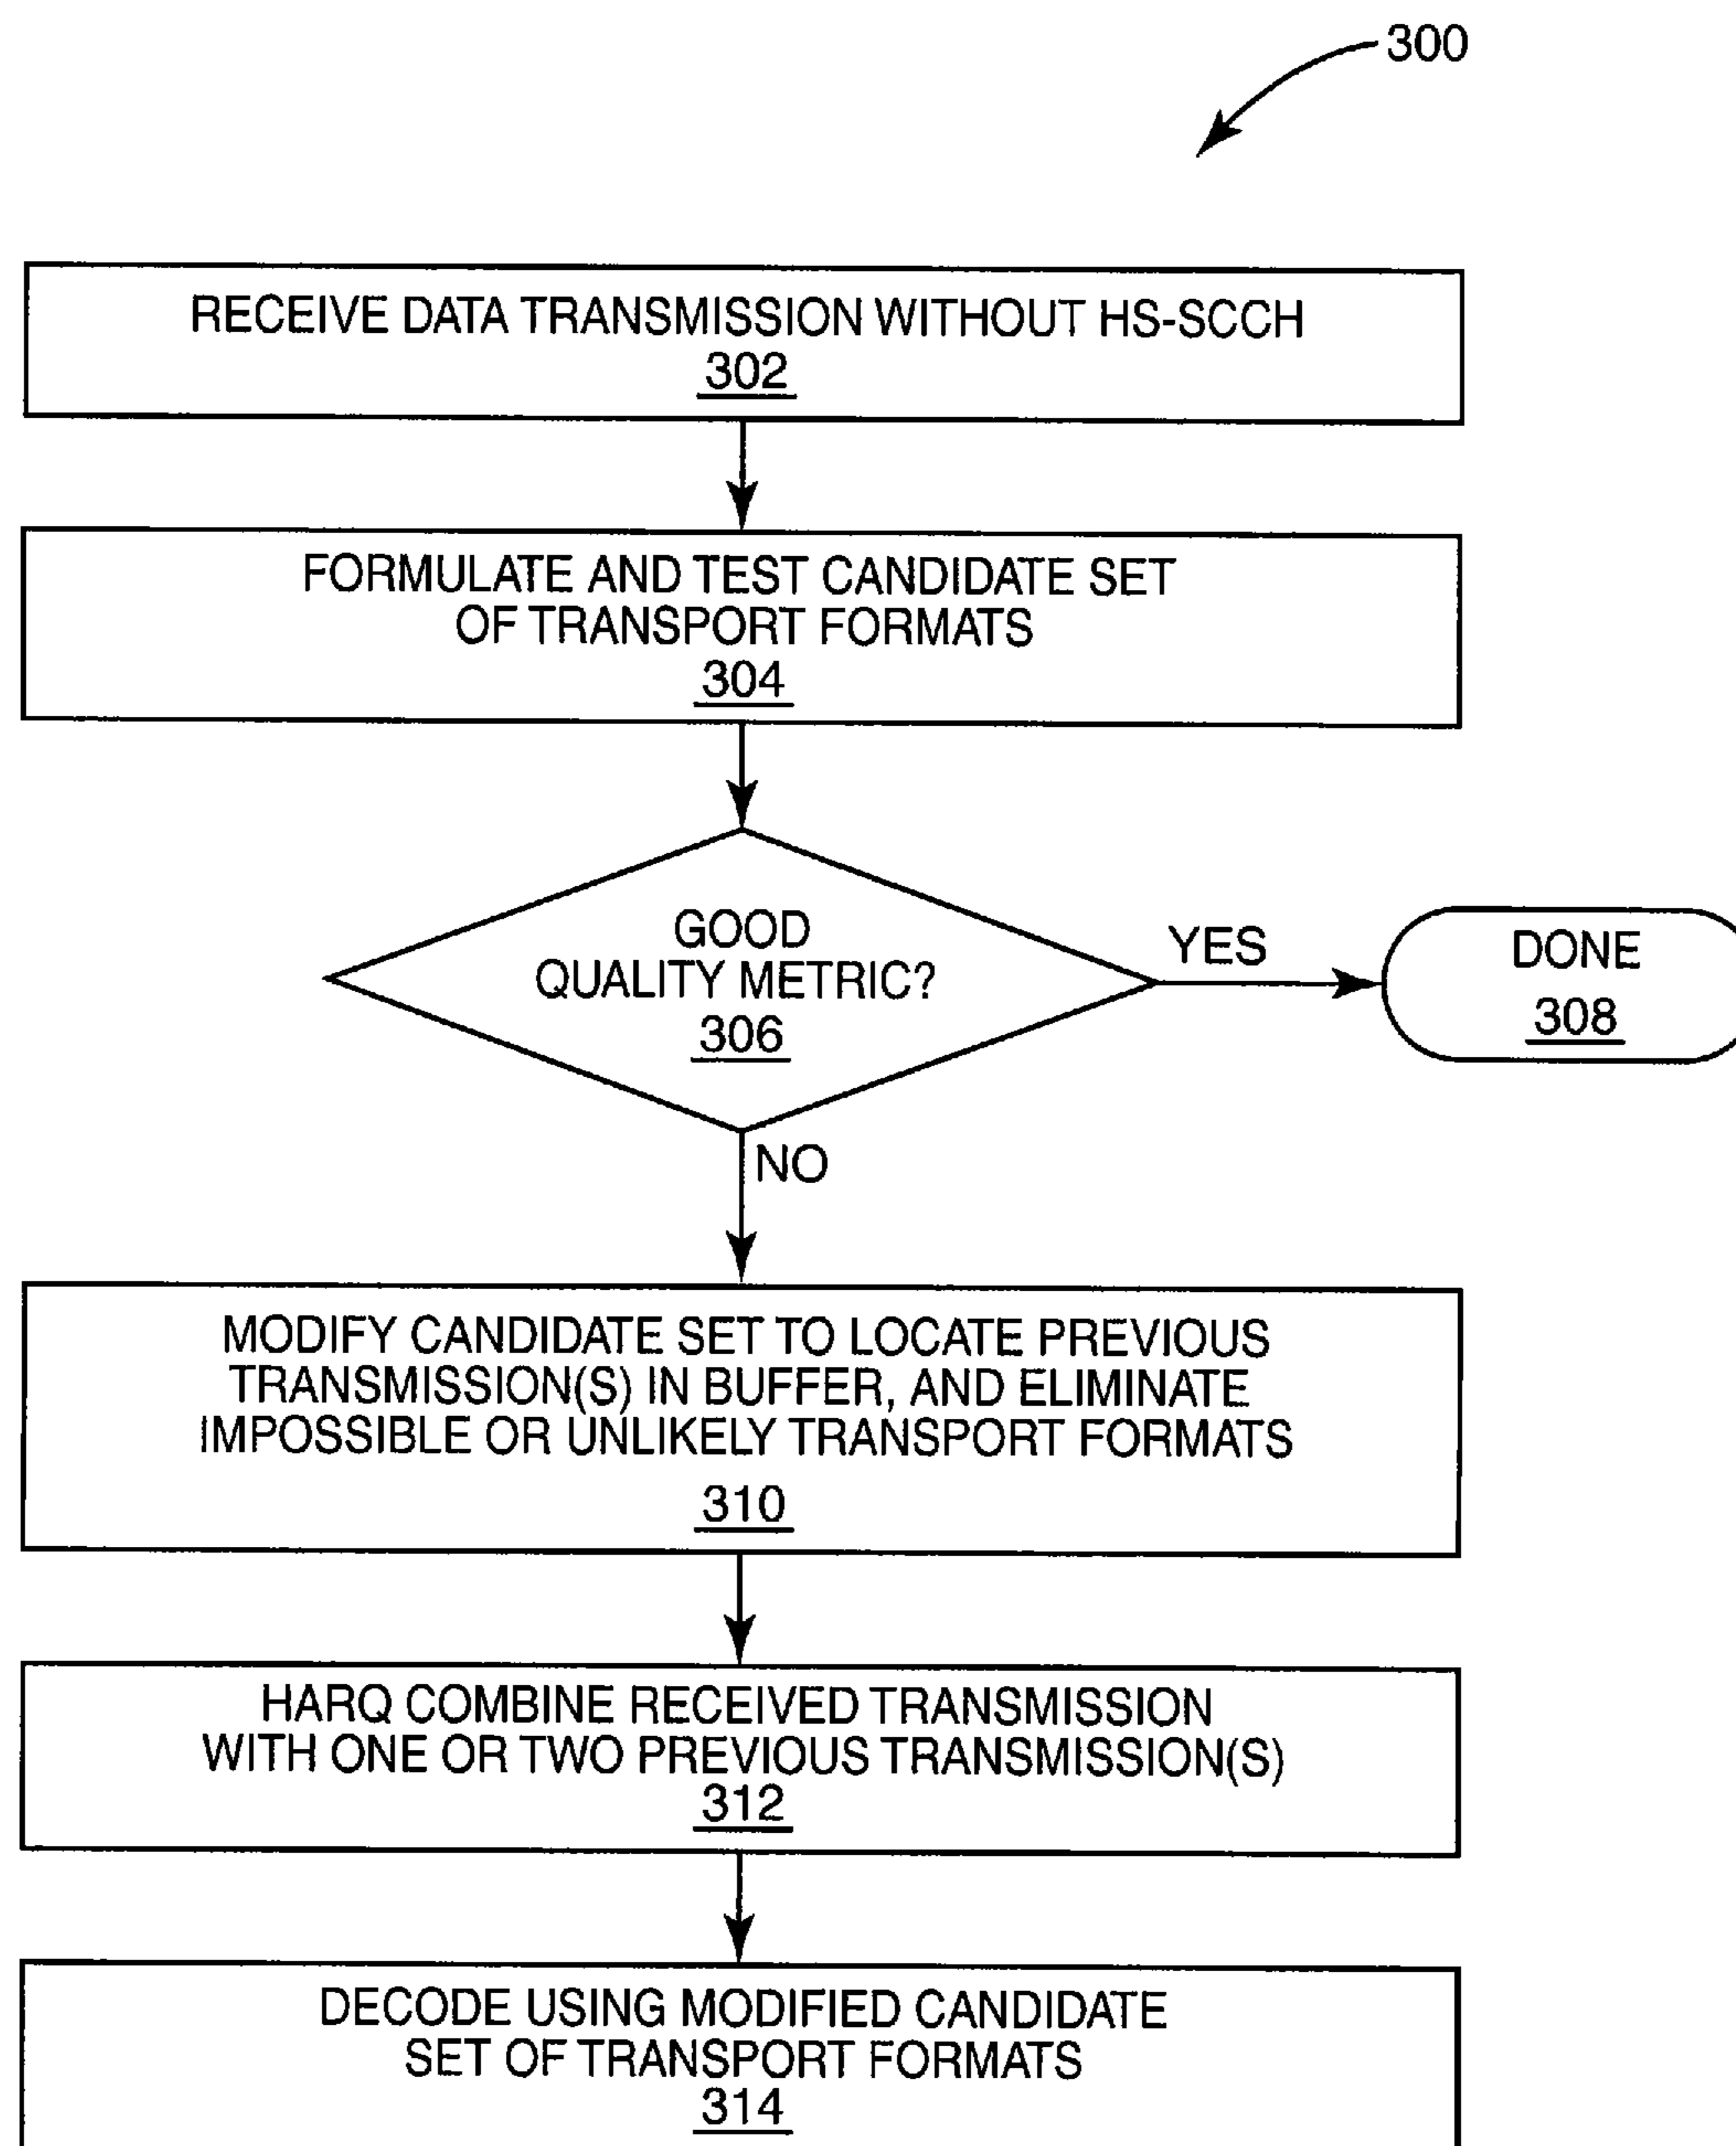 300
RECEIVE DATA TRANSMISSION WITHOUT HS-SCCH
302
FORMULATE AND TEST CANDIDATE SET
OF TRANSPORT FORMATS
304
GOOD
QUALITY METRIC?
306
YES
DONE
308
NO
MODIFY CANDIDATE SET TO LOCATE PREVIOUS
TRANSMISSION(S) IN BUFFER, AND ELIMINATE
IMPOSSIBLE OR UNLIKELY TRANSPORT FORMATS
310
HARQ COMBINE RECEIVED TRANSMISSION
WITH ONE OR TWO PREVIOUS TRANSMISSION(S)
312
DECODE USING MODIFIED CANDIDATE
SET OF TRANSPORT FORMATS
314